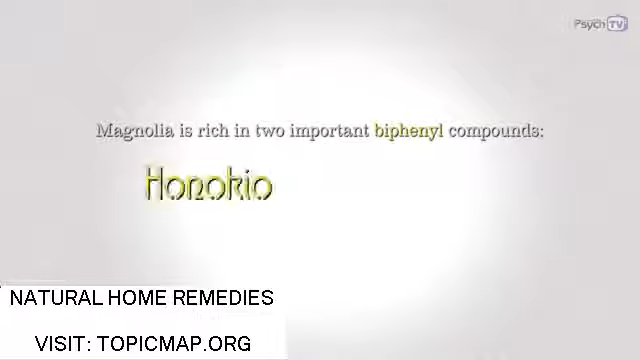 Psych TV
Magnolia is rich in two important biphenyl compounds:
Honokio
NATURAL HOME REMEDIES
VISIT: TOPICMAP.ORG